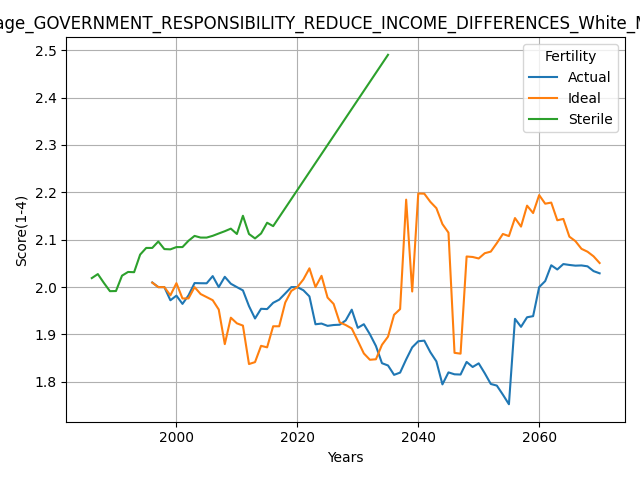 age_GOVERNMENT_RESPONSIBILITY_REDUCE_INCOME_DIFFERENCES_White_
Fertility
Actual
Ideal
Sterile
Score(1-4)
2.5
2.4
2.3
2.2
2.1
2.0
1.9
1.8
2000
2020
2040
2060
Years